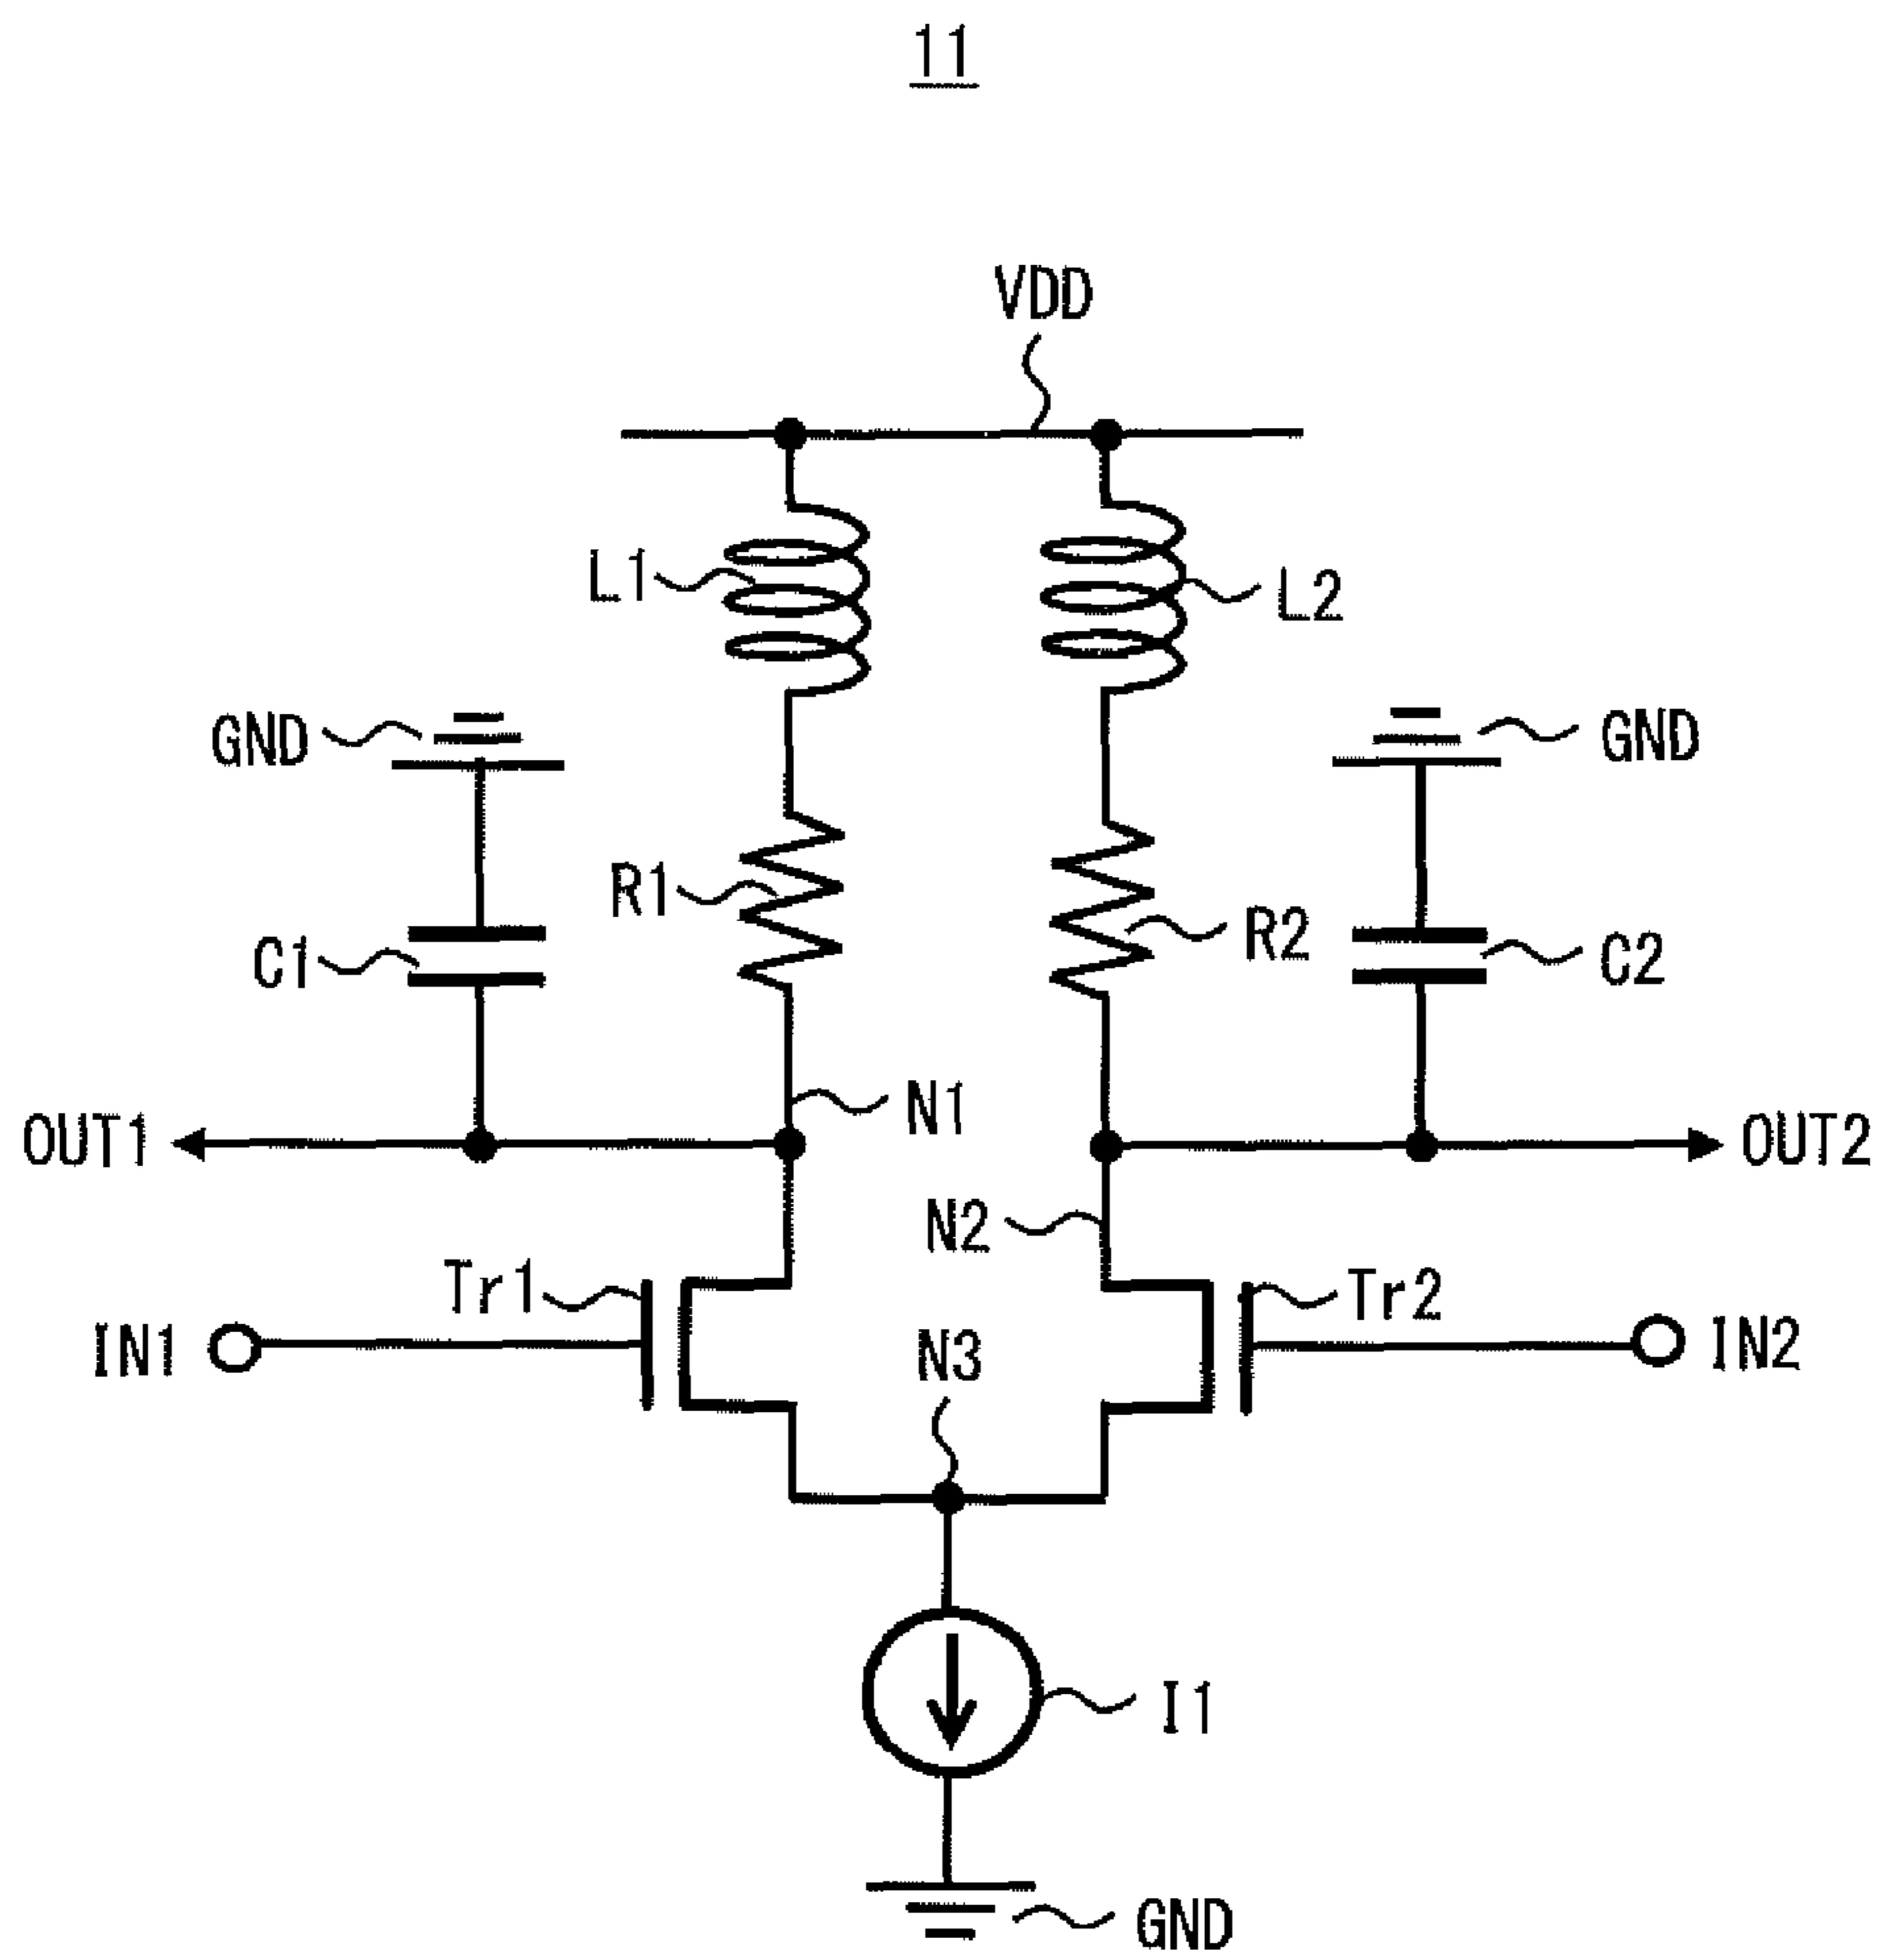 11
VDD
L1
L2
GND
GND
R1
R2
C1
C2
N1
OUT1
OUT2
N2
Tr1
Tr2
N3
IN1
IN2
I1
GND